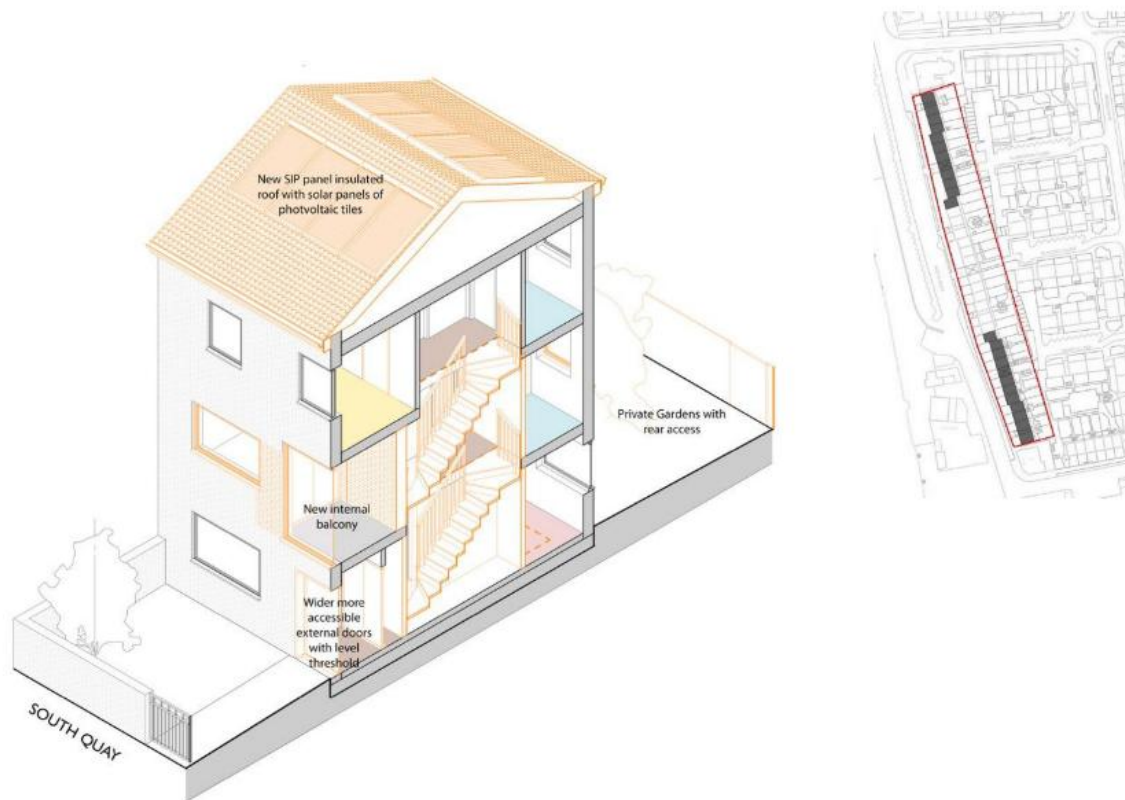 New SIP panel insulated
roof with solar panels of
photvoltaic tiles
Private Gardens with
rear access
New internal
balcony
Wider more
accessible
external doors
with level
threshold
SOUTH QUAY